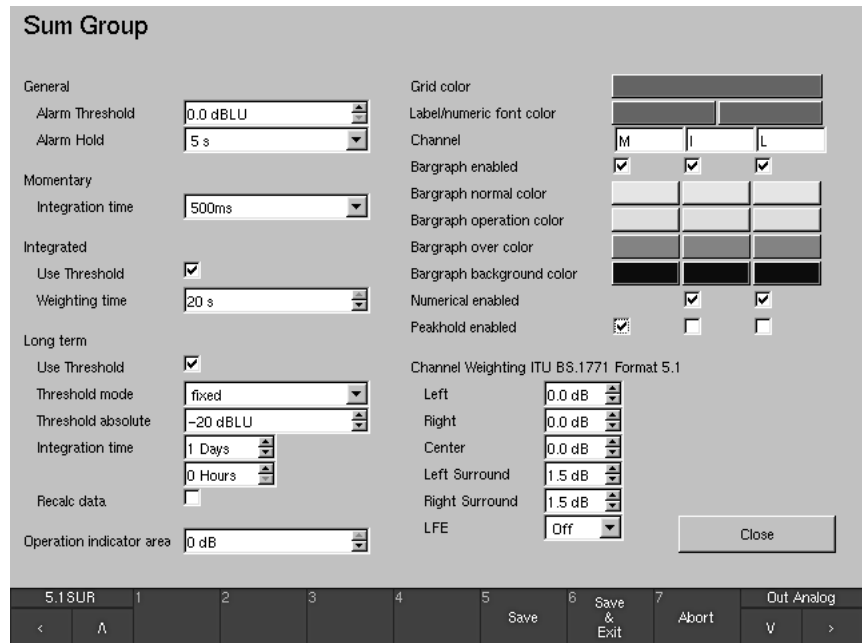 Sum Group
General
Alarm Threshold 0.0 dBLU
Alarm Hold 5 s
Momentary
Integration time 500ms
Integrated
Use Threshold
Weighting time 20 s
Long term
Use Threshold
Threshold mode fixed
Threshold absolute -20 dBLU
Integration time 1 Days
0 Hours
Recalc data
Operation indicator area 0 dB
Grid color
Label/numeric font color
Channel M I L
Bargraph enabled
Bargraph normal color
Bargraph operation color
Bargraph over color
Bargraph background color
Numerical enabled
Peakhold enabled
Channel Weighting ITU BS.1771 Format 5.1
Left 0.0 dB
Right 0.0 dB
Center 0.0 dB
Left Surround 1.5 dB
Right Surround 1.5 dB
LFE Off
Close
5.1SUR 1 2 3 4 5 Save 6 Save & Exit 7 Abort Out Analog
< Λ V >